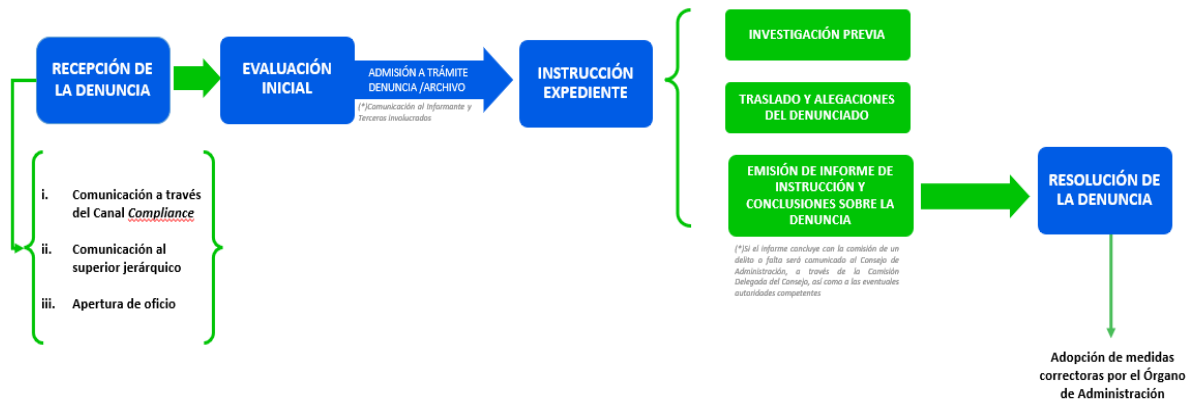 RECEPCIÓN DE
LA DENUNCIA
EVALUACIÓN
INICIAL
ADMISIÓN A TRÁMITE
DENUNCIA /ARCHIVO
(*)Comunicación al Informante y
Terceros Involucrados
INSTRUCCIÓN
EXPEDIENTE
INVESTIGACIÓN PREVIA
TRASLADO Y ALEGACIONES
DEL DENUNCIADO
EMISIÓN DE INFORME DE
INSTRUCCIÓN Y
CONCLUSIONES SOBRE LA
DENUNCIA
(*)Si el informe concluye con la comisión de un
delito o falta será comunicado al Consejo de
Administración, a través de la Comisión
Delegada del Consejo, así como a las eventuales
autoridades competentes
RESOLUCIÓN DE
LA DENUNCIA
i. Comunicación a través
del Canal Compliance
ii. Comunicación al
superior jerárquico
iii. Apertura de oficio
Adopción de medidas
correctoras por el Órgano
de Administración